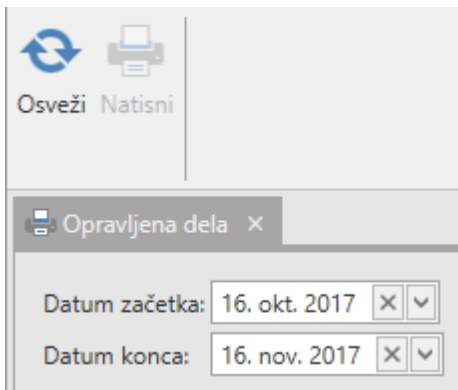 Osveži Natisni
Opravljena dela
Datum začetka: 16. okt. 2017
Datum konca: 16. nov. 2017